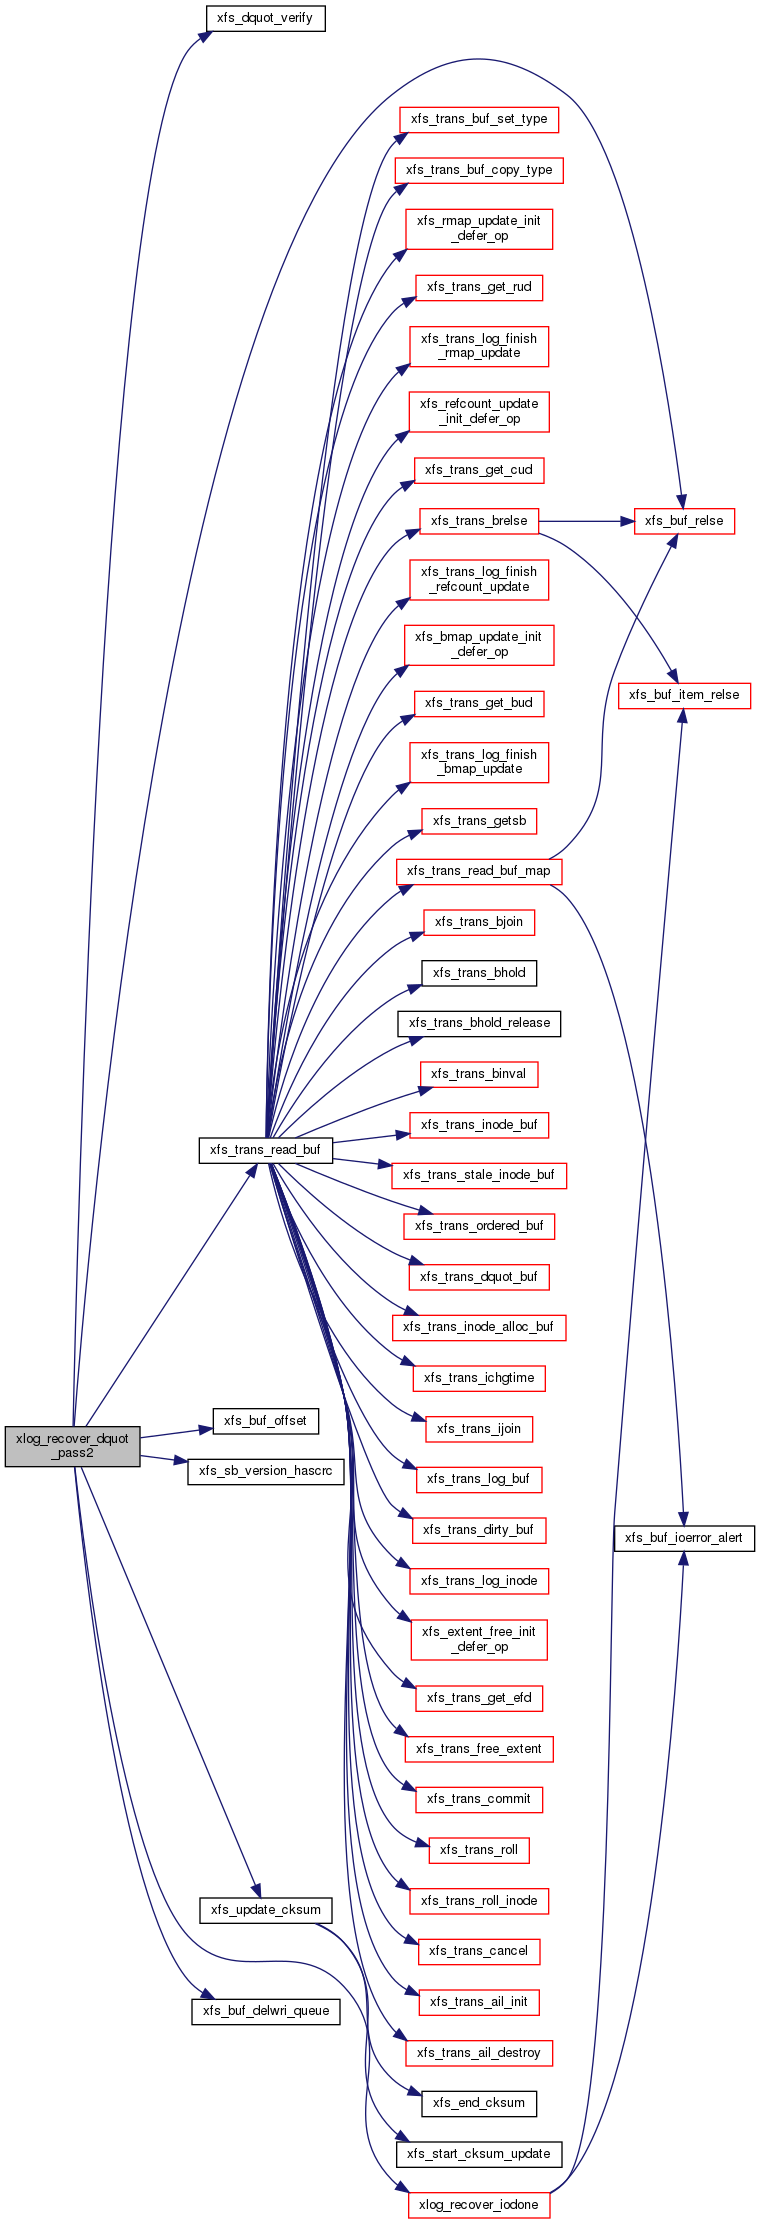 xfs_dquot_verify
xfs_trans_buf_set_type
xfs_trans_buf_copy_type
xfs_rmap_update_init
_defer_op
xfs_trans_get_rud
xfs_trans_log_finish
_rmap_update
xfs_refcount_update
_init_defer_op
xfs_trans_get_cud
xfs_trans_brelse
xfs_buf_relse
xfs_trans_log_finish
_refcount_update
xfs_bmap_update_init
_defer_op
xfs_buf_item_relse
xfs_trans_get_bud
xfs_trans_log_finish
_bmap_update
xfs_trans_getsb
xfs_trans_read_buf_map
xfs_trans_bjoin
xfs_trans_bhold
xfs_trans_bhold_release
xfs_trans_binval
xfs_trans_inode_buf
xfs_trans_read_buf
xfs_trans_stale_inode_buf
xfs_trans_ordered_buf
xfs_trans_dquot_buf
xfs_trans_inode_alloc_buf
xfs_trans_ichgtime
xfs_buf_offset
xfs_trans_ijoin
xlog_recover_dquot
_pass2
xfs_sb_version_hascrc
xfs_trans_log_buf
xfs_trans_dirty_buf
xfs_buf_ioerror_alert
xfs_trans_log_inode
xfs_extent_free_init
_defer_op
xfs_trans_get_efd
xfs_trans_free_extent
xfs_trans_commit
xfs_trans_roll
xfs_trans_roll_inode
xfs_update_cksum
xfs_trans_cancel
xfs_trans_ail_init
xfs_buf_delwri_queue
xfs_trans_ail_destroy
xfs_end_cksum
xfs_start_cksum_update
xlog_recover_iodone